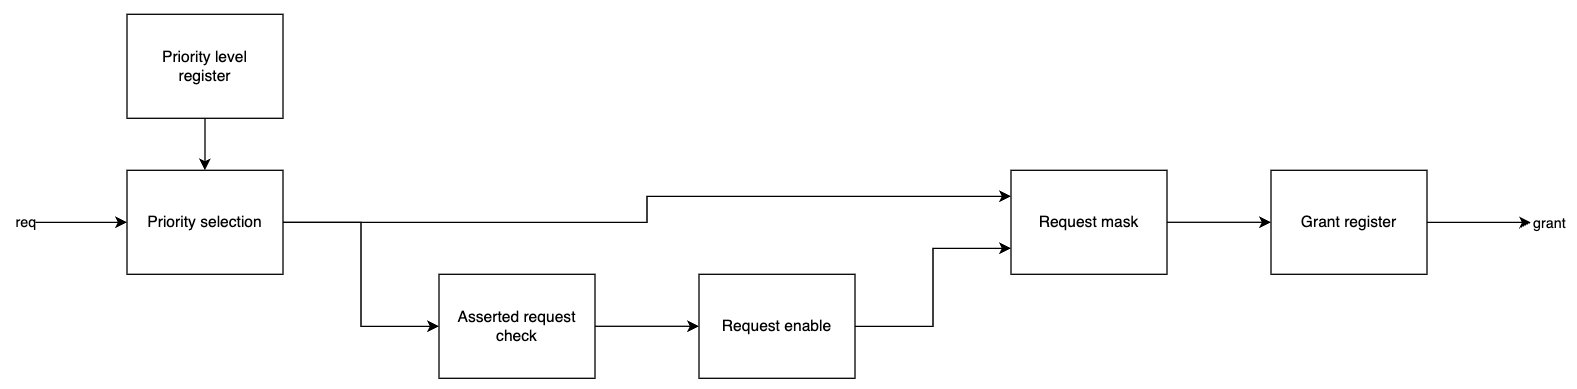 Priority level
register
req
Priority selection
Request mask
Grant register
grant
Asserted request
check
Request enable